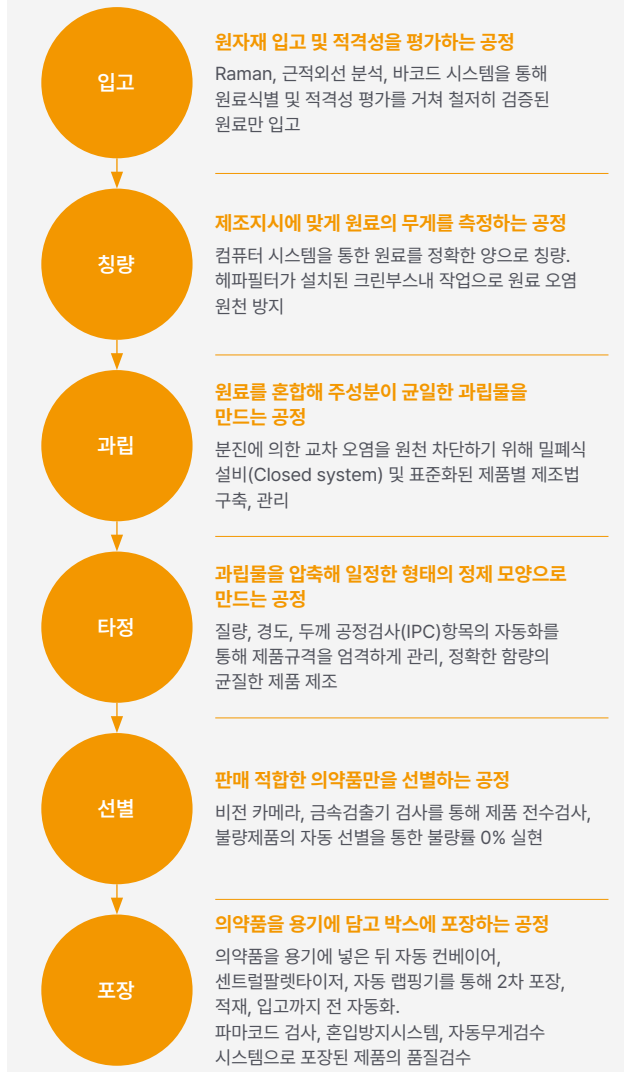 입고
원자재 입고 및 적격성을 평가하는 공정
Raman, 근적외선 분석, 바코드 시스템을 통해
원료식별 및 적격성 평가를 거쳐 철저히 검증된
원료만 입고
칭량
제조지시에 맞게 원료의 무게를 측정하는 공정
컴퓨터 시스템을 통한 원료를 정확한 양으로 칭량.
헤파필터가 설치된 크린부스내 작업으로 원료 오염
원천 방지
과립
원료를 혼합해 주성분이 균일한 과립물을
만드는 공정
분진에 의한 교차 오염을 원천 차단하기 위해 밀폐식
설비(Closed system) 및 표준화된 제품별 제조법
구축, 관리
타정
과립물을 압축해 일정한 형태의 정제 모양으로
만드는 공정
질량, 경도, 두께 공정검사(IPC)항목의 자동화를
통해 제품규격을 엄격하게 관리, 정확한 함량의
균질한 제품 제조
선별
판매 적합한 의약품만을 선별하는 공정
비전 카메라, 금속검출기 검사를 통해 제품 전수검사,
불량제품의 자동 선별을 통한 불량률 0% 실현
포장
의약품을 용기에 담고 박스에 포장하는 공정
의약품을 용기에 넣은 뒤 자동 컨베이어,
센트럴팔렛타이저, 자동 랩핑기를 통해 2차 포장,
적재, 입고까지 전 자동화.
파마코드 검사, 혼입방지시스템, 자동무게검수
시스템으로 포장된 제품의 품질검수